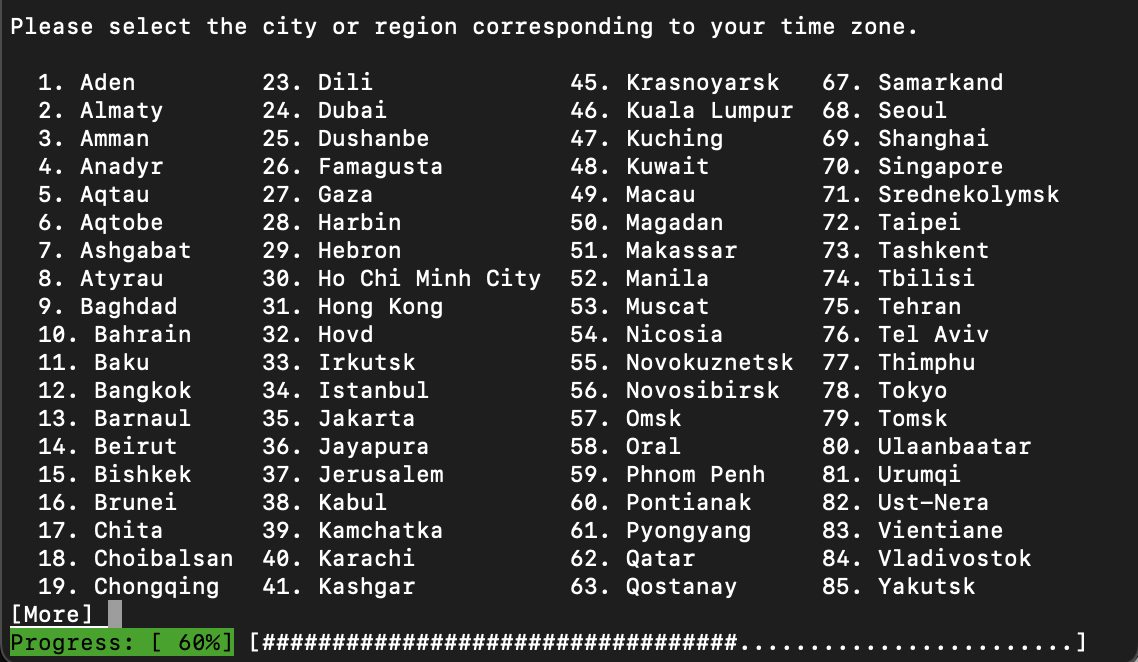 Please select the city or region corresponding to your time zone.
1. Aden 23. Dili 45. Krasnoyarsk 67. Samarkand
2. Almaty 24. Dubai 46. Kuala Lumpur 68. Seoul
3. Amman 25. Dushanbe 47. Kuching 69. Shanghai
4. Anadyr 26. Famagusta 48. Kuwait 70. Singapore
5. Aqtau 27. Gaza 49. Macau 71. Srednekolymsk
6. Aqtobe 28. Harbin 50. Magadan 72. Taipei
7. Ashgabat 29. Hebron 51. Makassar 73. Tashkent
8. Atyrau 30. Ho Chi Minh City 52. Manila 74. Tbilisi
9. Baghdad 31. Hong Kong 53. Muscat 75. Tehran
10. Bahrain 32. Hovd 54. Nicosia 76. Tel Aviv
11. Baku 33. Irkutsk 55. Novokuznetsk 77. Thimphu
12. Bangkok 34. Istanbul 56. Novosibirsk 78. Tokyo
13. Barnaul 35. Jakarta 57. Omsk 79. Tomsk
14. Beirut 36. Jayapura 58. Oral 80. Ulaanbaatar
15. Bishkek 37. Jerusalem 59. Phnom Penh 81. Urumqi
16. Brunei 38. Kabul 60. Pontianak 82. Ust-Nera
17. Chita 39. Kamchatka 61. Pyongyang 83. Vientiane
18. Choibalsan 40. Karachi 62. Qatar 84. Vladivostok
19. Chongqing 41. Kashgar 63. Qostanay 85. Yakutsk
[More]
Progress: [ 60%] [##################################........................]